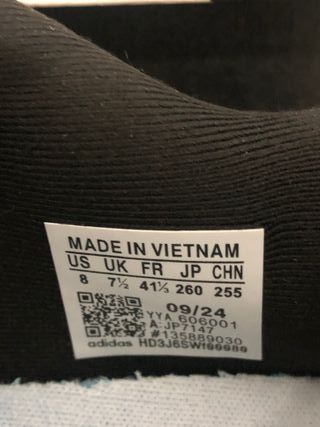 MADE IN VIETNAM
US UK FR JP CHN
8 7½ 41⅓ 260 255
09/24
YYA 606001
A: JP7147
#135889030
adidas